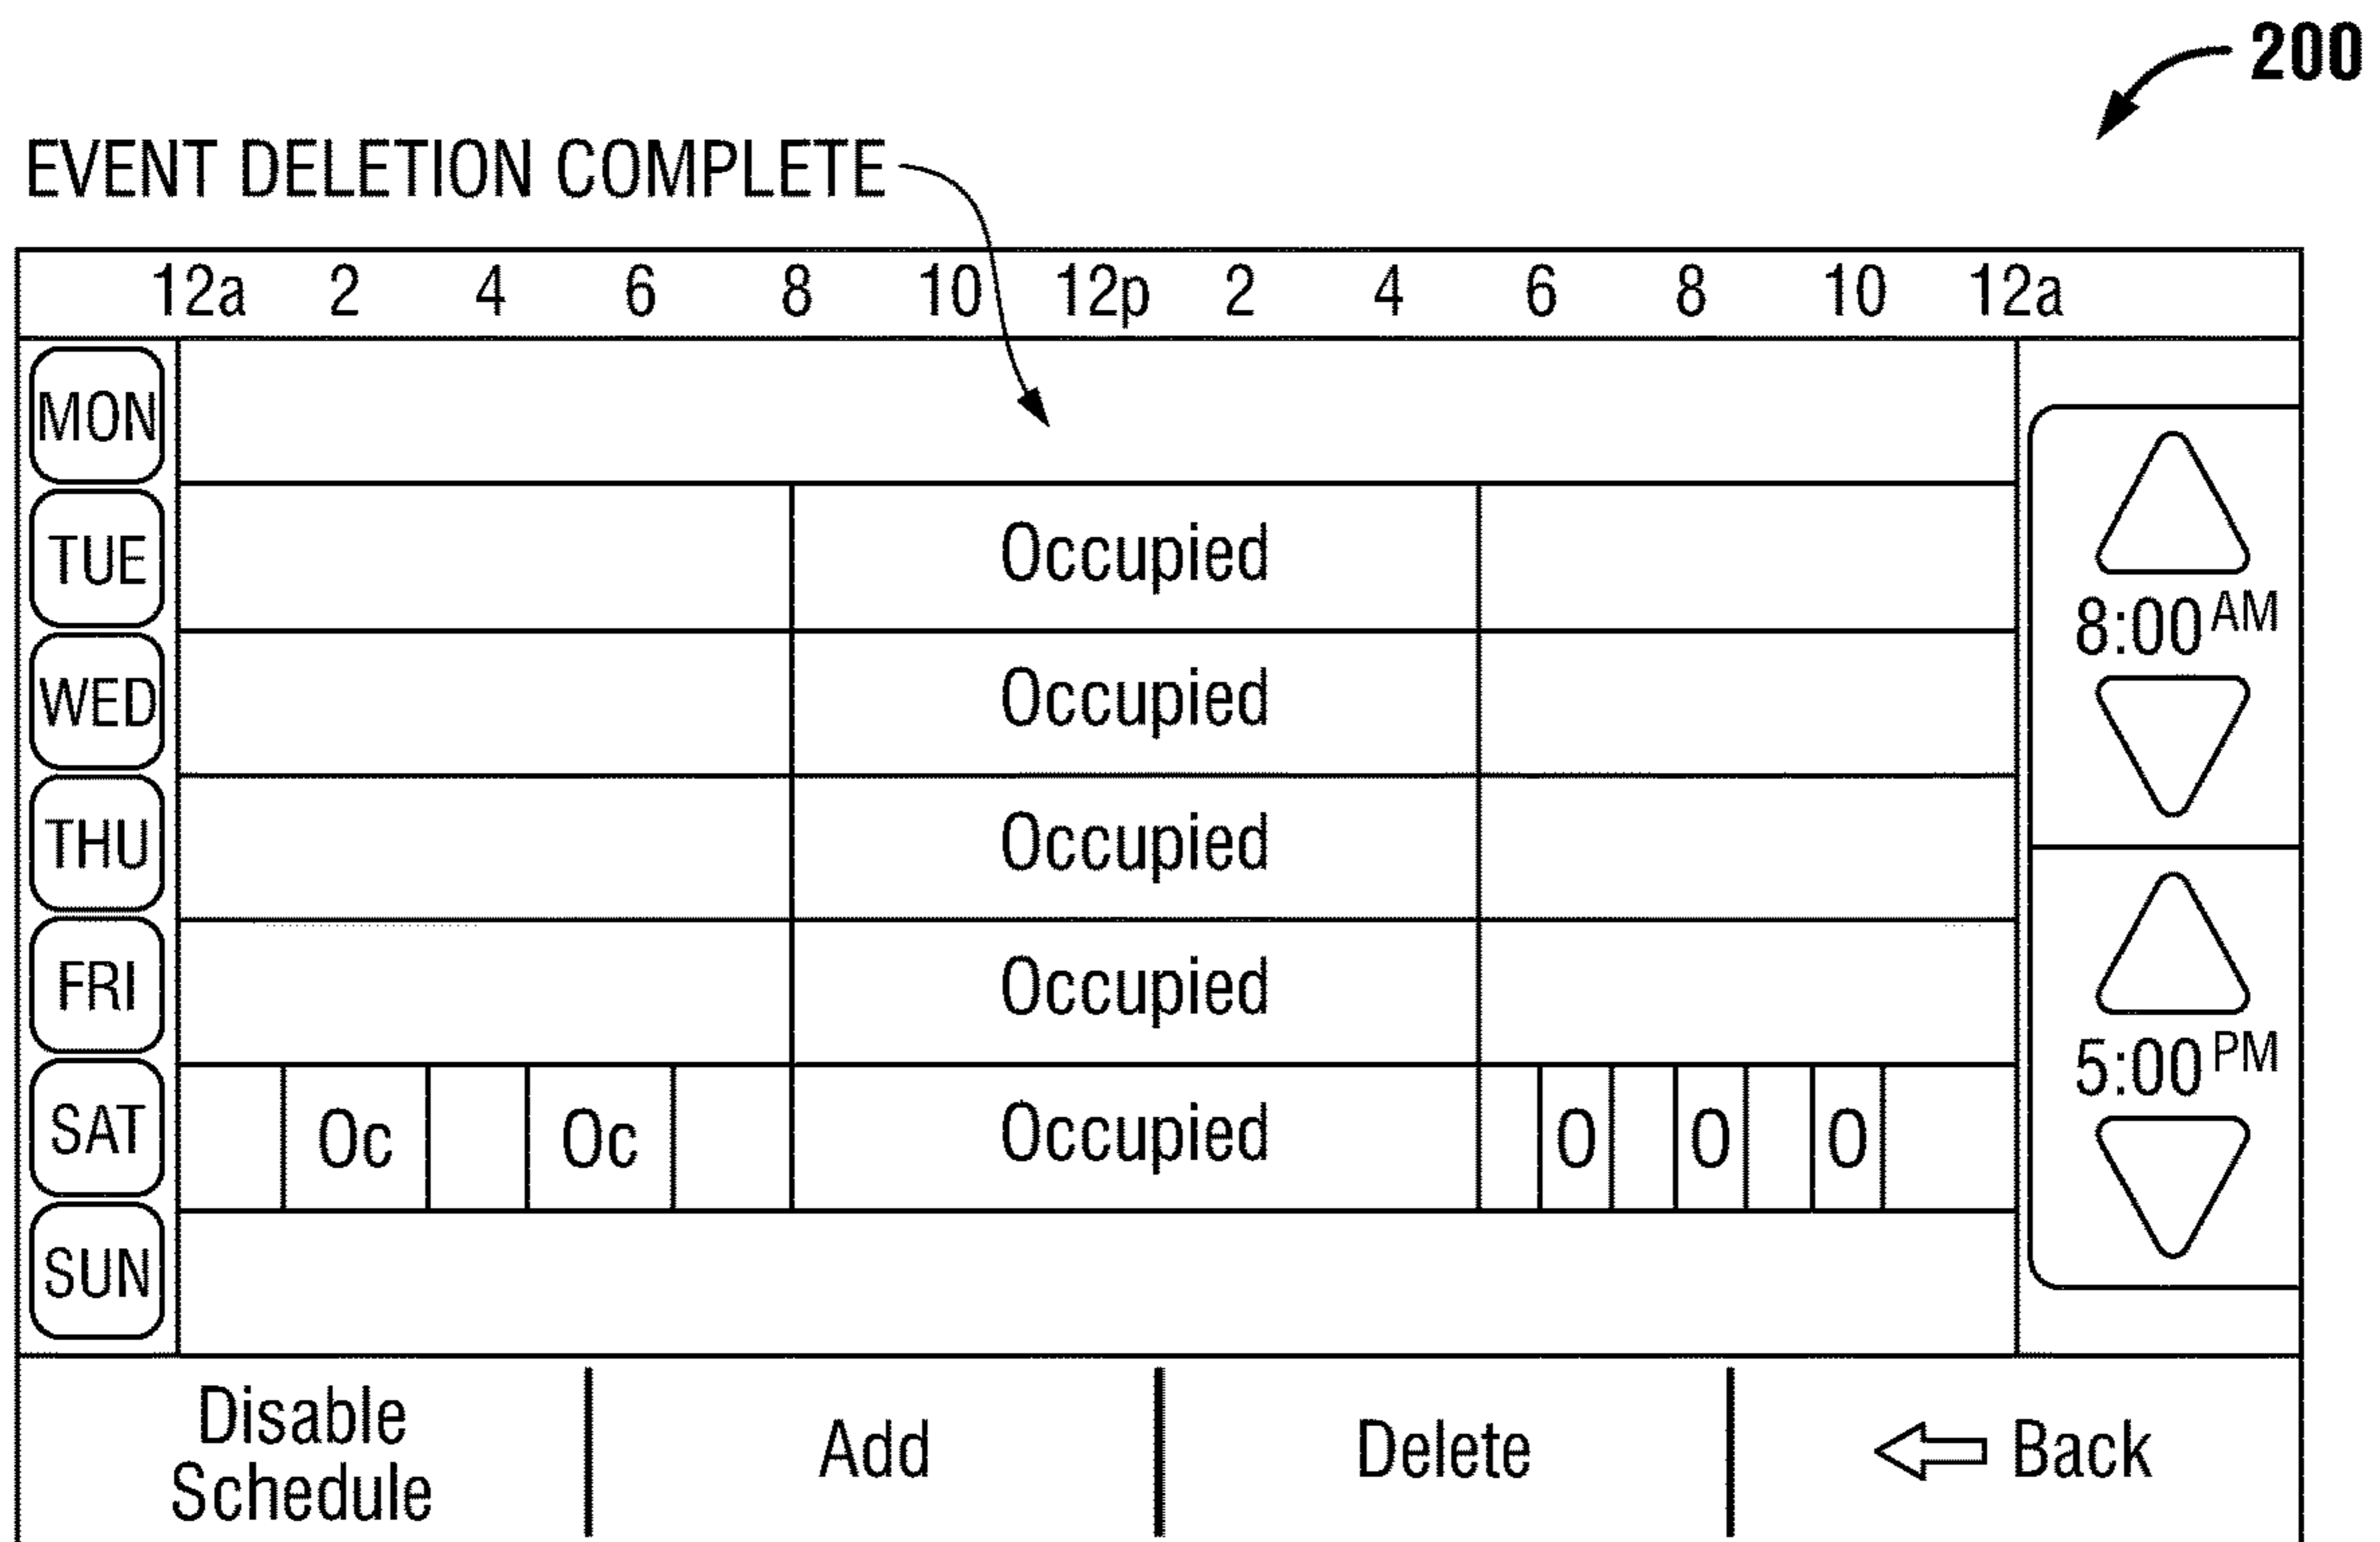 200
EVENT DELETION COMPLETE
12a 2 4 6 8 10 12p 2 4 6 8 10 12a
MON
TUE Occupied
WED Occupied
THU Occupied
FRI Occupied
SAT Oc Oc Occupied O O O
SUN
8:00 AM
5:00 PM
Disable
Schedule
Add
Delete
Back